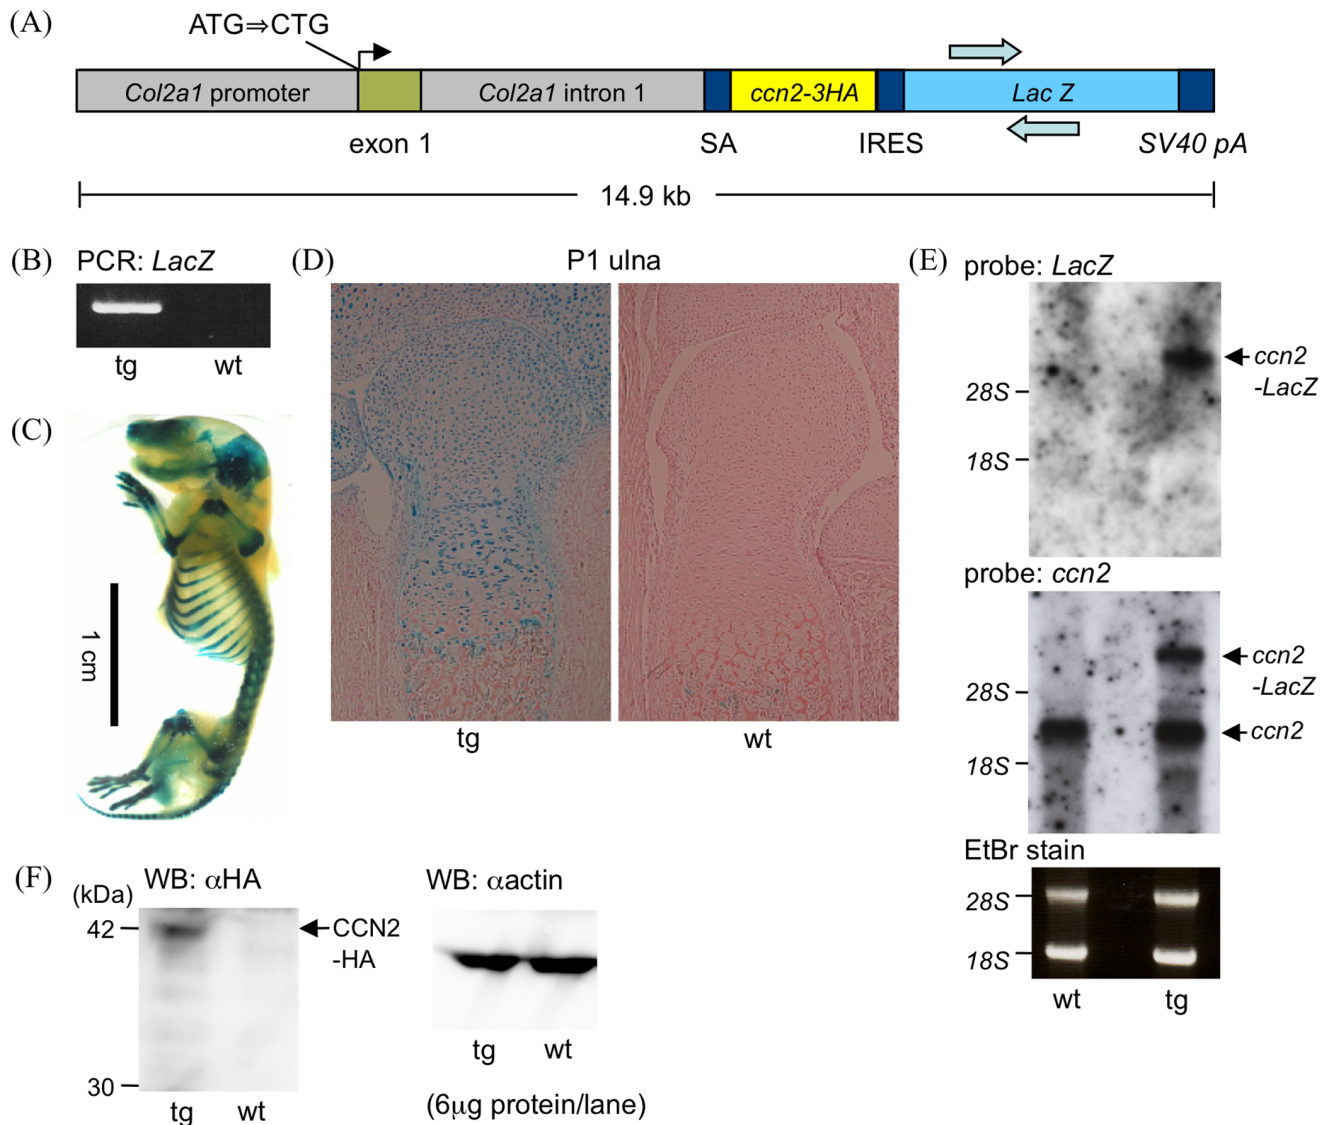 (A)
ATG⇒CTG
Col2a1 promoter
Col2a1 intron 1
ccn2-3HA
Lac Z
exon 1
SA
IRES
SV40 pA
14.9 kb
(B)
PCR: LacZ
tg
wt
(C)
1 cm
(D)
P1 ulna
tg
wt
(E)
probe: LacZ
ccn2
-LacZ
28S
18S
probe: ccn2
ccn2
-LacZ
28S
ccn2
18S
EtBr stain
28S
18S
wt
tg
(F)
WB: αHA
(kDa)
42
CCN2
-HA
30
tg
wt
WB: αactin
tg
wt
(6μg protein/lane)